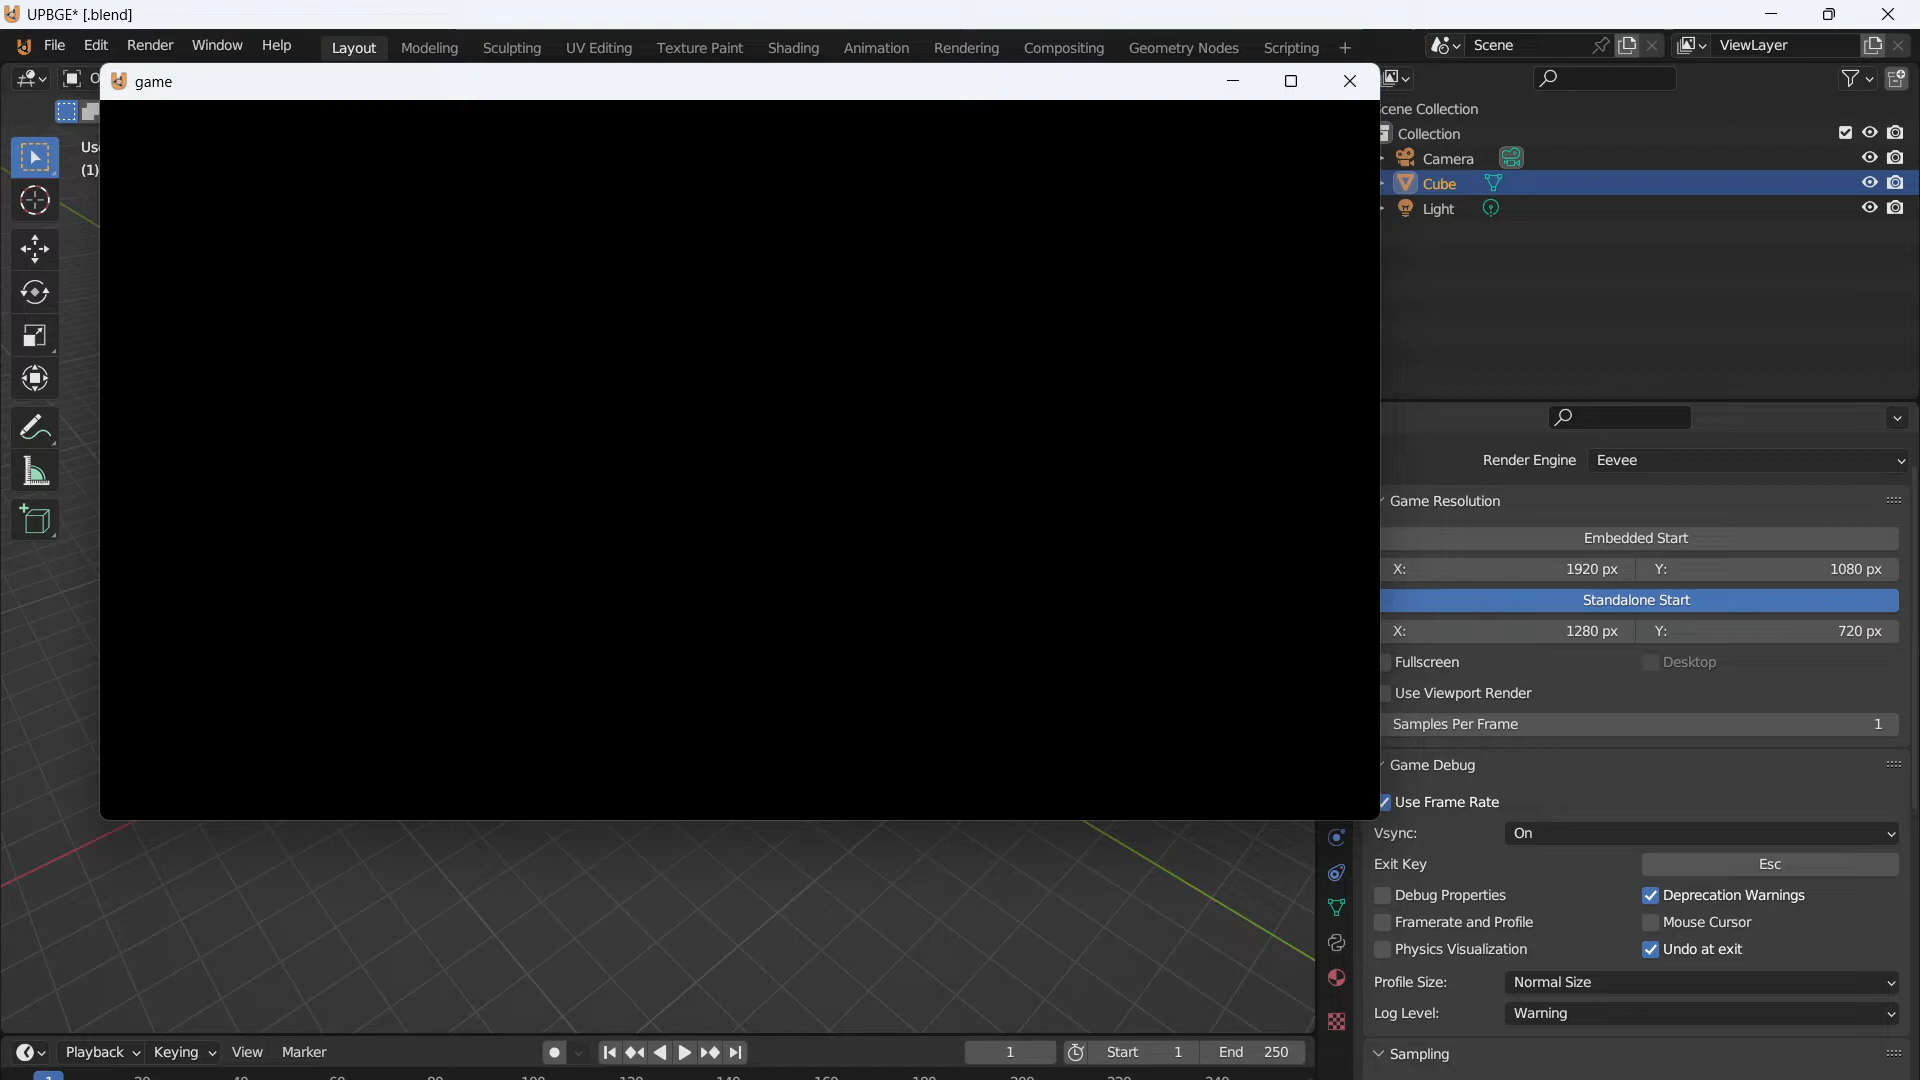 UPBGE* [.blend]
File Edit Render Window Help Layout Modeling Sculpting UV Editing Texture Paint Shading Animation Rendering Compositing Geometry Nodes Scripting + Scene ViewLayer
game
cene Collection
Collection
Camera
Cube
Light
Use
(1)
Render Engine Eevee
Game Resolution
Embedded Start
X: 1920 px Y: 1080 px
Standalone Start
X: 1280 px Y: 720 px
Fullscreen Desktop
Use Viewport Render
Samples Per Frame 1
Game Debug
Use Frame Rate
Vsync: On
Exit Key Esc
Debug Properties Deprecation Warnings
Framerate and Profile Mouse Cursor
Physics Visualization Undo at exit
Profile Size: Normal Size
Log Level: Warning
Sampling
Playback Keying View Marker 1 Start 1 End 250